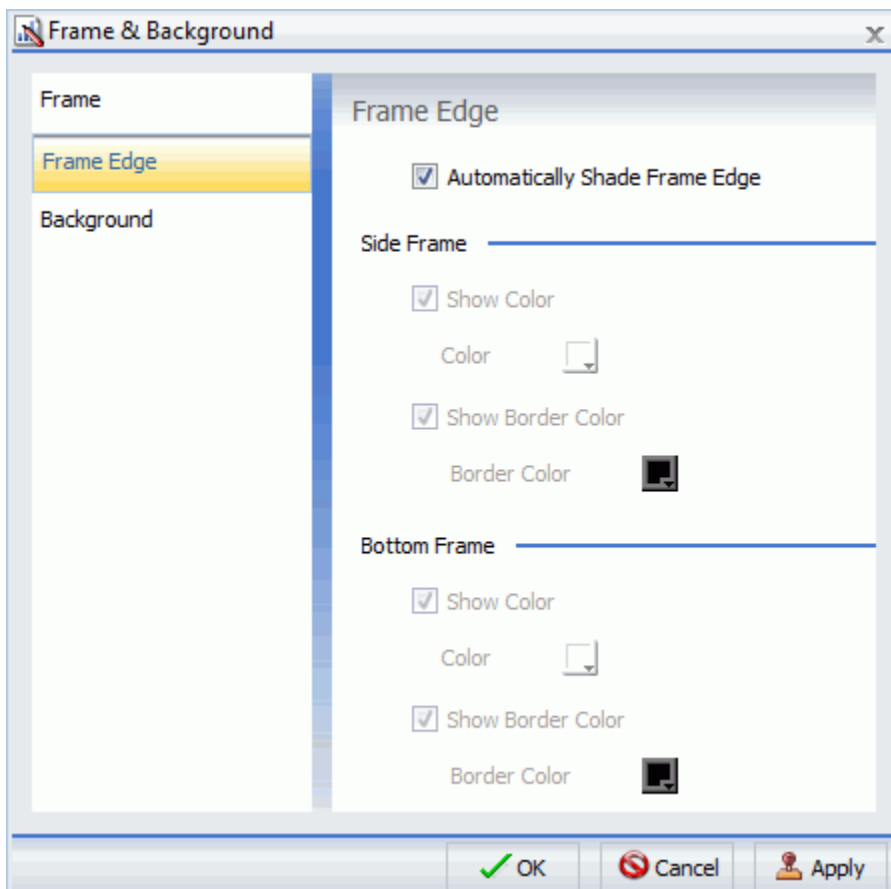 Frame & Background
Frame
Frame Edge
Background
Frame Edge
Automatically Shade Frame Edge
Side Frame
Show Color
Color
Show Border Color
Border Color
Bottom Frame
Show Color
Color
Show Border Color
Border Color
OK
Cancel
Apply